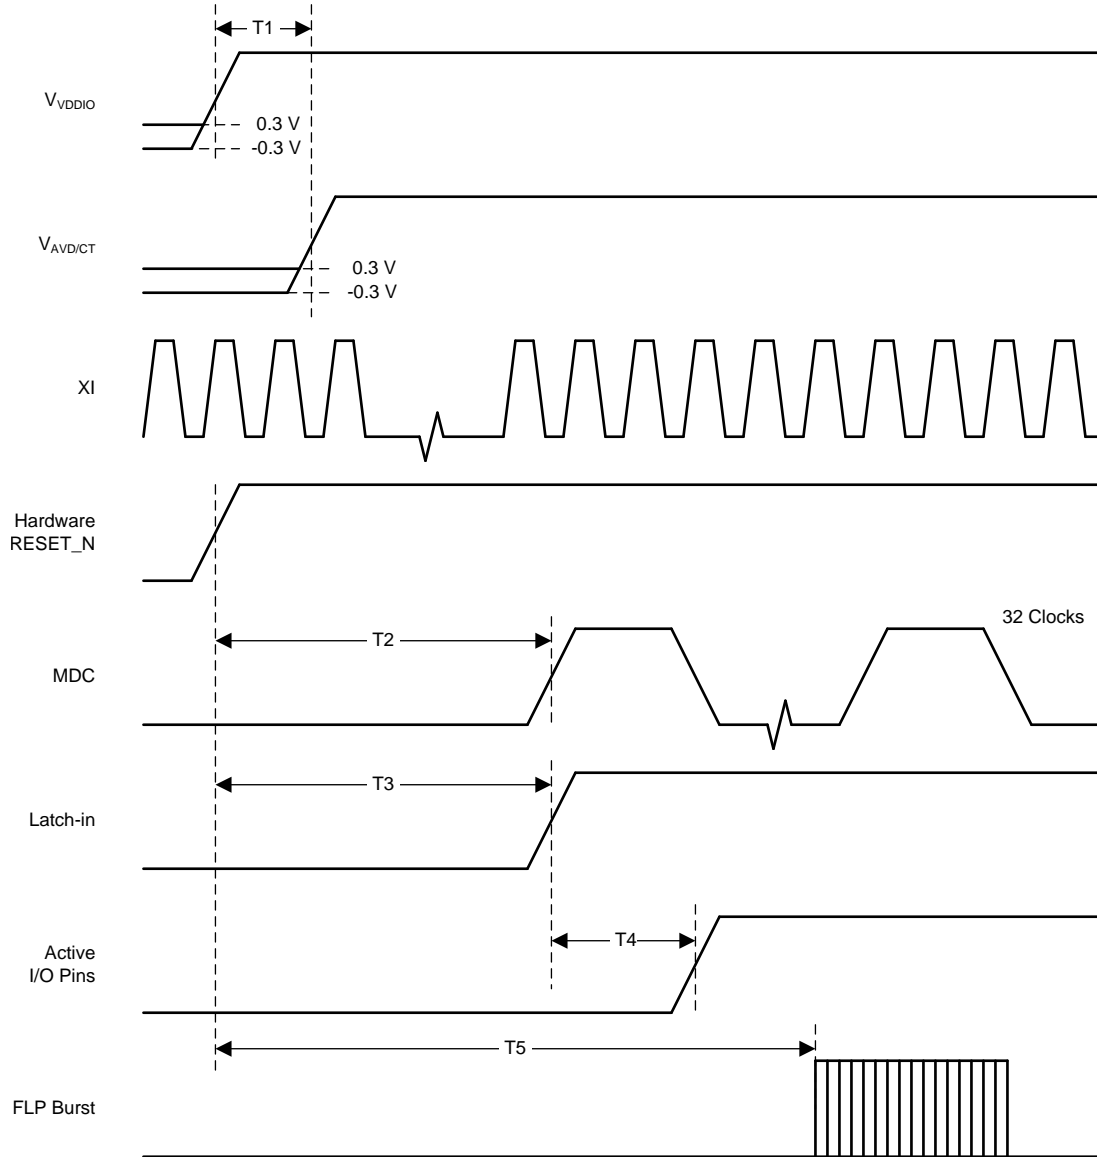 T1
VVDDIO
0.3 V
-0.3 V
VAVD/CT
0.3 V
-0.3 V
XI
Hardware
RESET_N
32 Clocks
T2
MDC
T3
Latch-in
T4
Active
I/O Pins
T5
FLP Burst